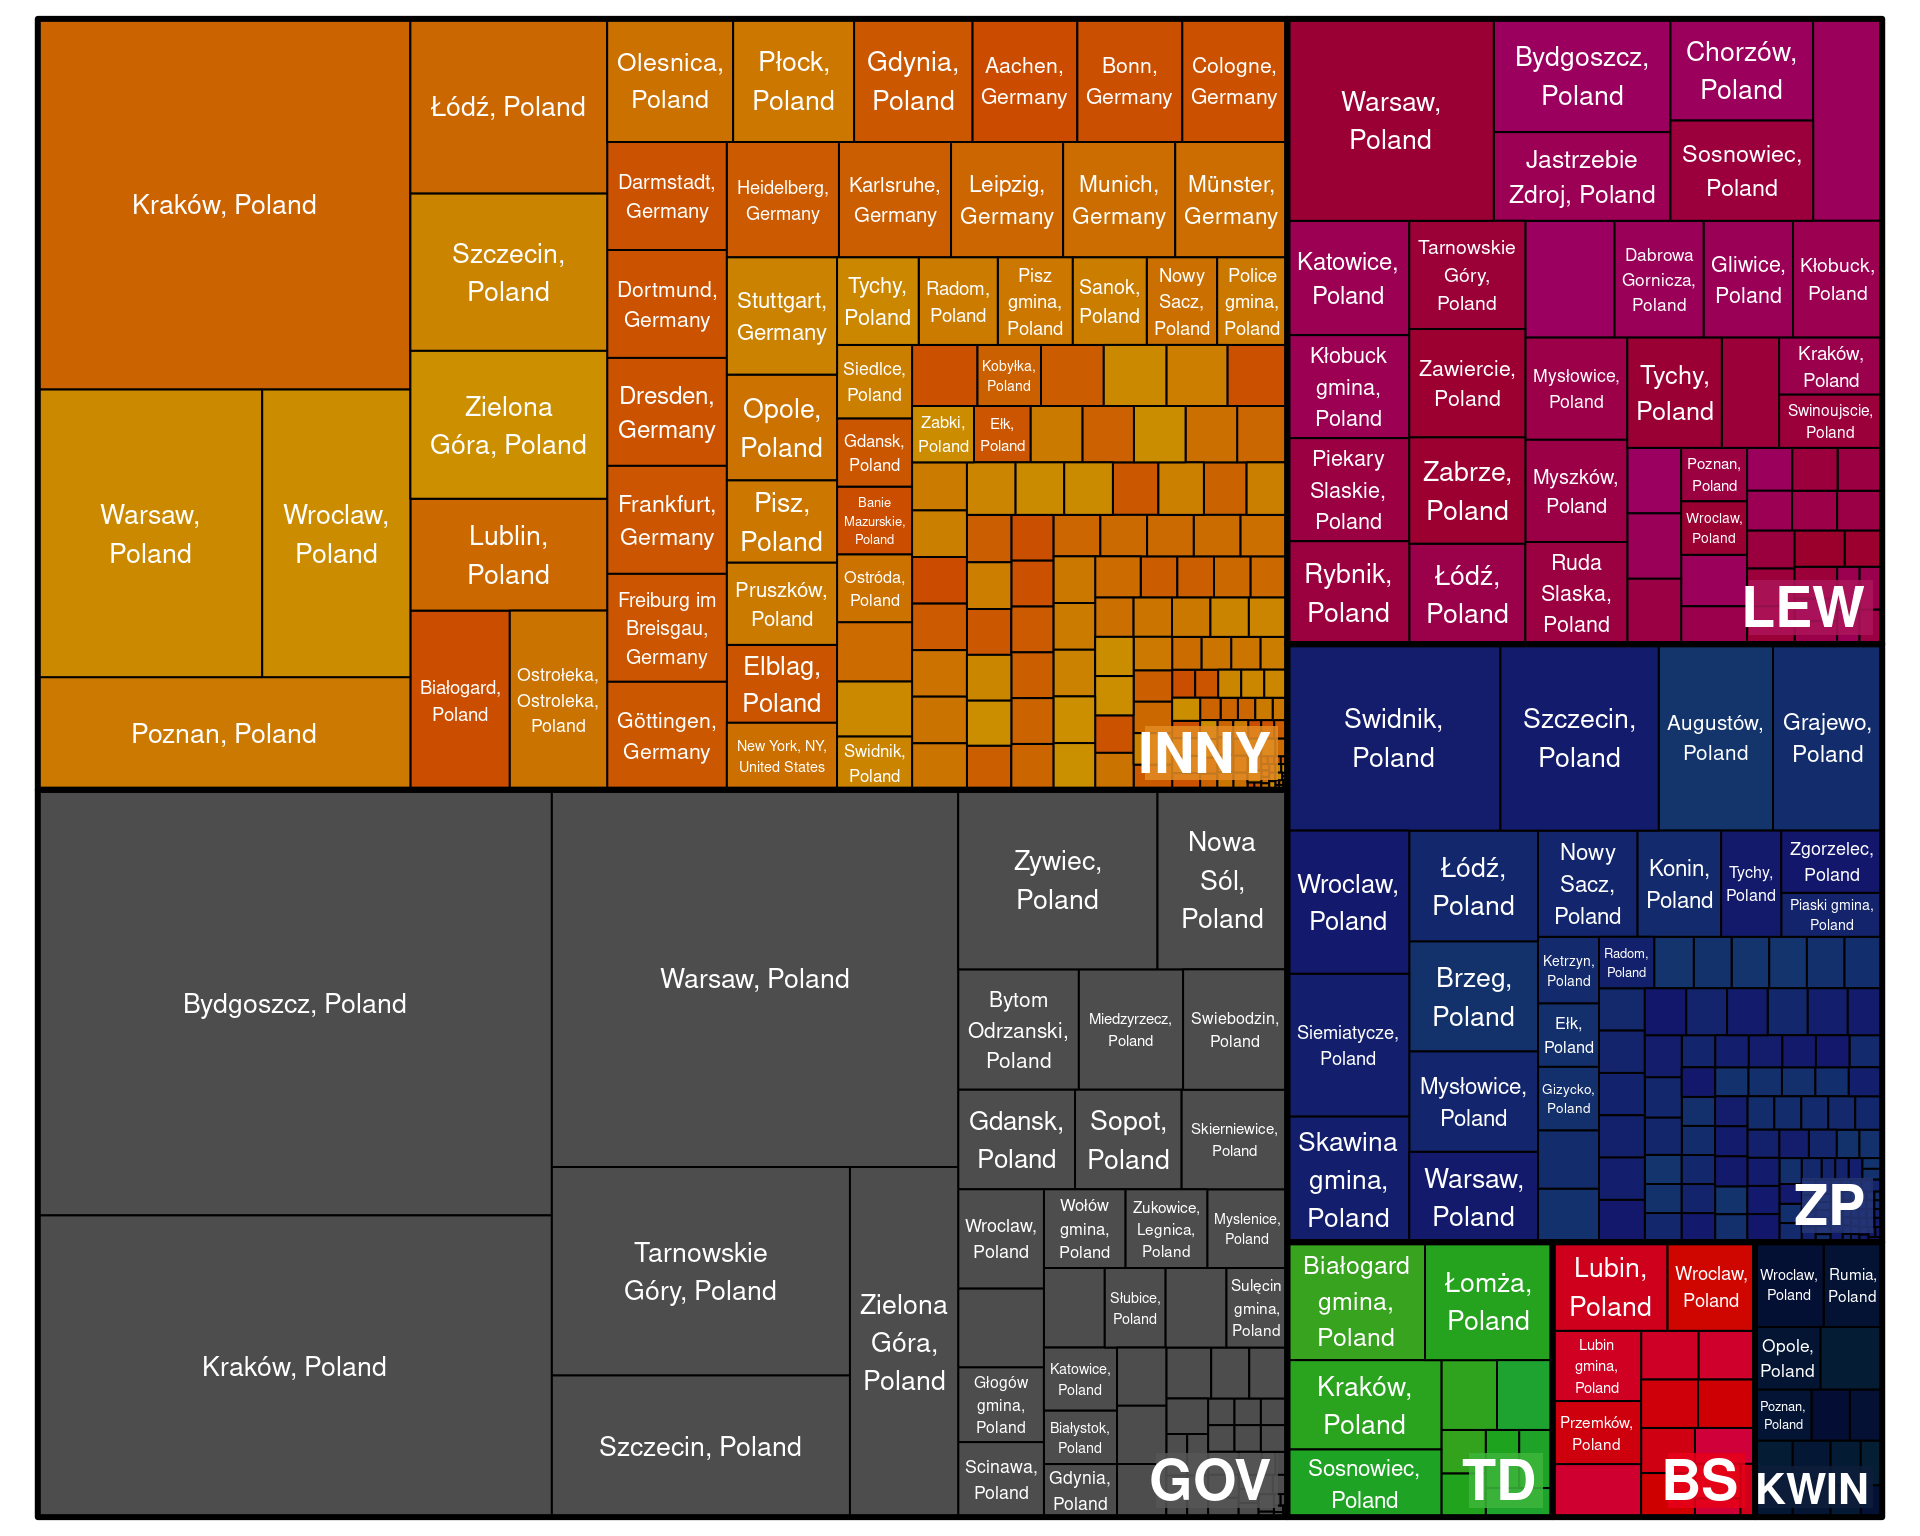 Kraków, Poland
Warsaw,
Poland
Wroclaw,
Poland
Poznan, Poland
Łódź, Poland
Szczecin,
Poland
Zielona
Góra, Poland
Lublin,
Poland
Białogard,
Poland
Ostrołeka,
Ostroleka,
Poland
Olesnica,
Poland
Płock,
Poland
Gdynia,
Poland
Aachen,
Germany
Bonn,
Germany
Cologne,
Germany
Darmstadt,
Germany
Dortmund,
Germany
Dresden,
Germany
Frankfurt,
Germany
Freiburg im
Breisgau,
Germany
Göttingen,
Germany
Heidelberg,
Germany
Karlsruhe,
Germany
Leipzig,
Germany
Munich,
Germany
Münster,
Germany
Stuttgart,
Germany
Opole,
Poland
Pisz,
Poland
Pruszków,
Poland
Elblag,
Poland
New York, NY,
United States
Tychy,
Poland
Radom,
Poland
Pisz
gmina,
Poland
Sanok,
Poland
Nowy
Sacz,
Poland
Police
gmina,
Poland
Siedlce,
Poland
Gdansk,
Poland
Banie
Mazurskie,
Poland
Ostróda,
Poland
Swidnik,
Poland
Kobyłka,
Poland
Zabki,
Poland
Ełk,
Poland
INNY
Warsaw,
Poland
Bydgoszcz,
Poland
Jastrzebie
Zdroj, Poland
Chorzów,
Poland
Sosnowiec,
Poland
Katowice,
Poland
Kłobuck
gmina,
Poland
Piekary
Slaskie,
Poland
Rybnik,
Poland
Tarnowskie
Góry,
Poland
Zawiercie,
Poland
Zabrze,
Poland
Łódź,
Poland
Dabrowa
Gornicza,
Poland
Gliwice,
Poland
Kłobuck,
Poland
Mysłowice,
Poland
Myszków,
Poland
Ruda
Slaska,
Poland
Tychy,
Poland
Kraków,
Poland
Swinoujscie,
Poland
Poznan,
Poland
Wroclaw,
Poland
LEW
Bydgoszcz, Poland
Kraków, Poland
Warsaw, Poland
Tarnowskie
Góry, Poland
Szczecin, Poland
Zielona
Góra,
Poland
Zywiec,
Poland
Nowa
Sól,
Poland
Bytom
Odrzanski,
Poland
Miedzyrzecz,
Poland
Swiebodzin,
Poland
Gdansk,
Poland
Sopot,
Poland
Skierniewice,
Poland
Wroclaw,
Poland
Głogów
gmina,
Poland
Scinawa,
Poland
Wołów
gmina,
Poland
Zukowice,
Legnica,
Poland
Myslenice,
Poland
Słubice,
Poland
Sulęcin
gmina,
Poland
Katowice,
Poland
Białystok,
Poland
Gdynia,
Poland
GOV
Swidnik,
Poland
Szczecin,
Poland
Augustów,
Poland
Grajewo,
Poland
Wroclaw,
Poland
Siemiatycze,
Poland
Skawina
gmina,
Poland
Łódź,
Poland
Brzeg,
Poland
Mysłowice,
Poland
Warsaw,
Poland
Nowy
Sacz,
Poland
Konin,
Poland
Tychy,
Poland
Zgorzelec,
Poland
Piaski gmina,
Poland
Ketrzyn,
Poland
Radom,
Poland
Ełk,
Poland
Gizycko,
Poland
ZP
Białogard
gmina,
Poland
Łomża,
Poland
Kraków,
Poland
Sosnowiec,
Poland
TD
Lubin,
Poland
Wroclaw,
Poland
Lubin
gmina,
Poland
Przemków,
Poland
BS
Wroclaw,
Poland
Rumia,
Poland
Opole,
Poland
Poznan,
Poland
KWIN